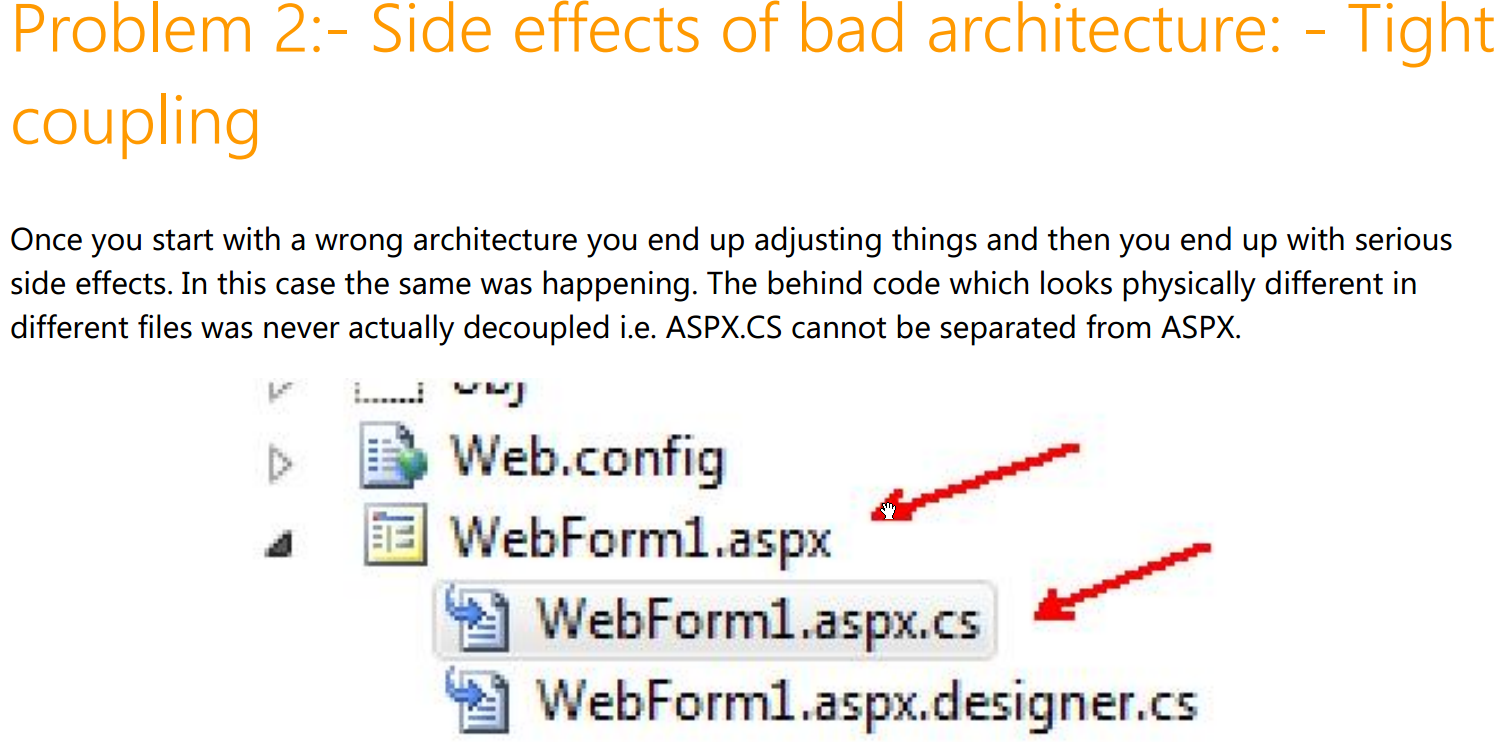 Problem 2:- Side effects of bad architecture: - Tight
coupling
Once you start with a wrong architecture you end up adjusting things and then you end up with serious
side effects. In this case the same was happening. The behind code which looks physically different in
different files was never actually decoupled i.e. ASPX.CS cannot be separated from ASPX.
obj
Web.config
WebForm1.aspx
WebForm1.aspx.cs
WebForm1.aspx.designer.cs